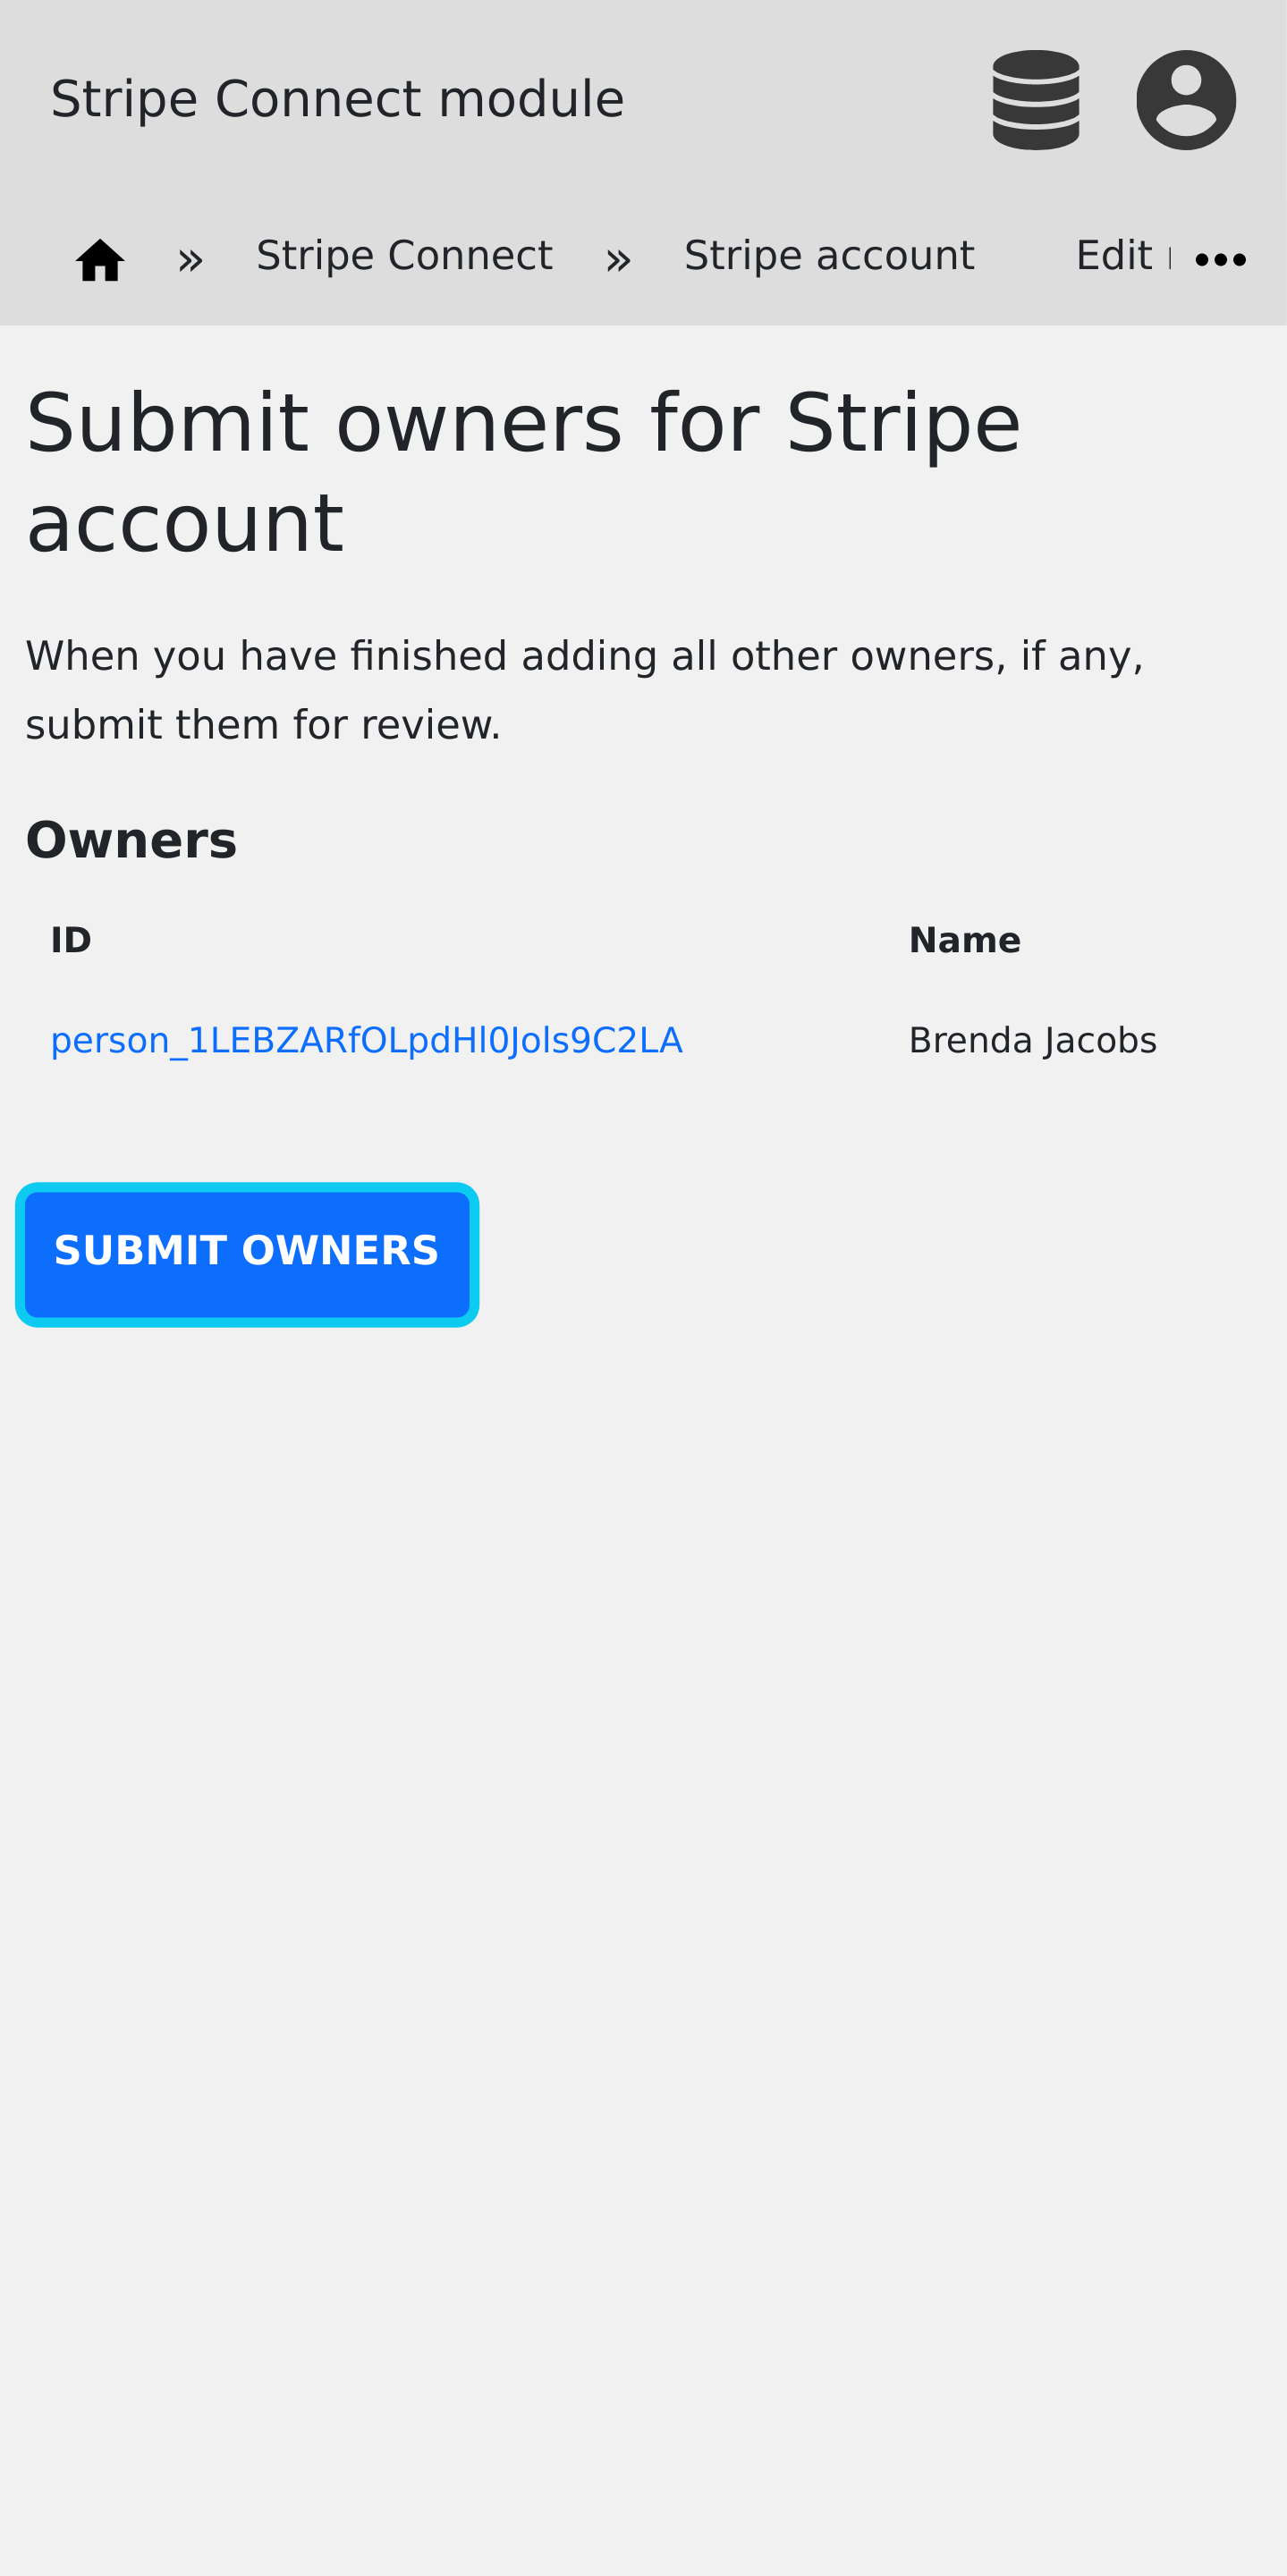 Stripe Connect module
» Stripe Connect » Stripe account Edit
Submit owners for Stripe
account
When you have finished adding all other owners, if any,
submit them for review.
Owners
ID Name
person_1LEBZARfOLpdHl0Jols9C2LA Brenda Jacobs
SUBMIT OWNERS